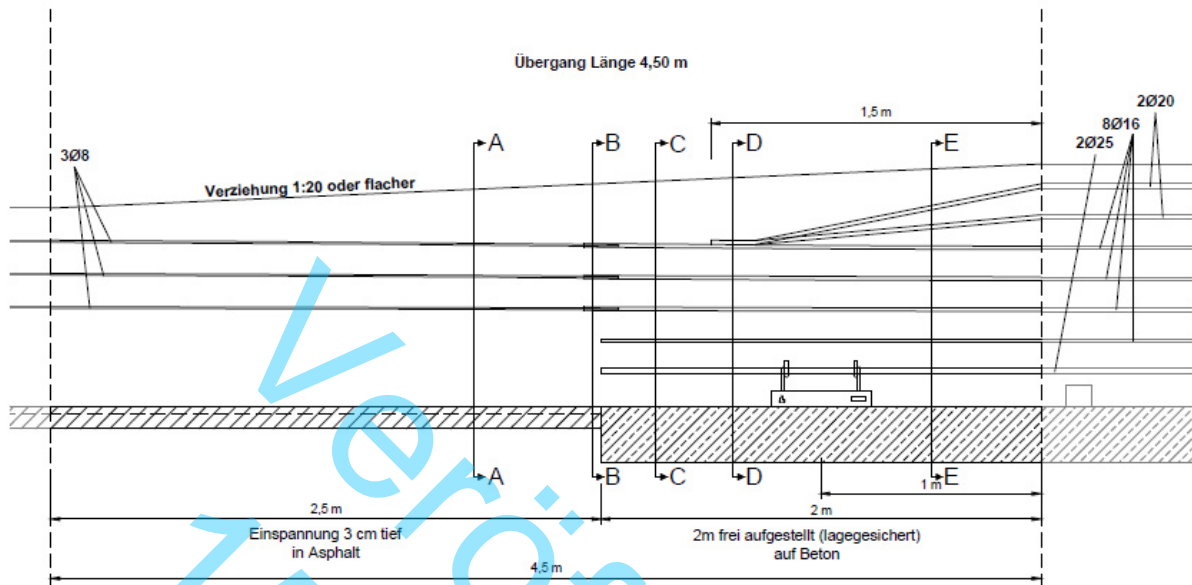 Übergang Länge 4,50 m
1,5 m
2Ø20
8Ø16
2Ø25
A
B
C
D
E
3Ø8
Verziehung 1:20 oder flacher
A
B
C
D
E
1 m
2,5 m
2 m
Einspannung 3 cm tief
in Asphalt
2m frei aufgestellt (lagegesichert)
auf Beton
4,5 m
Verö